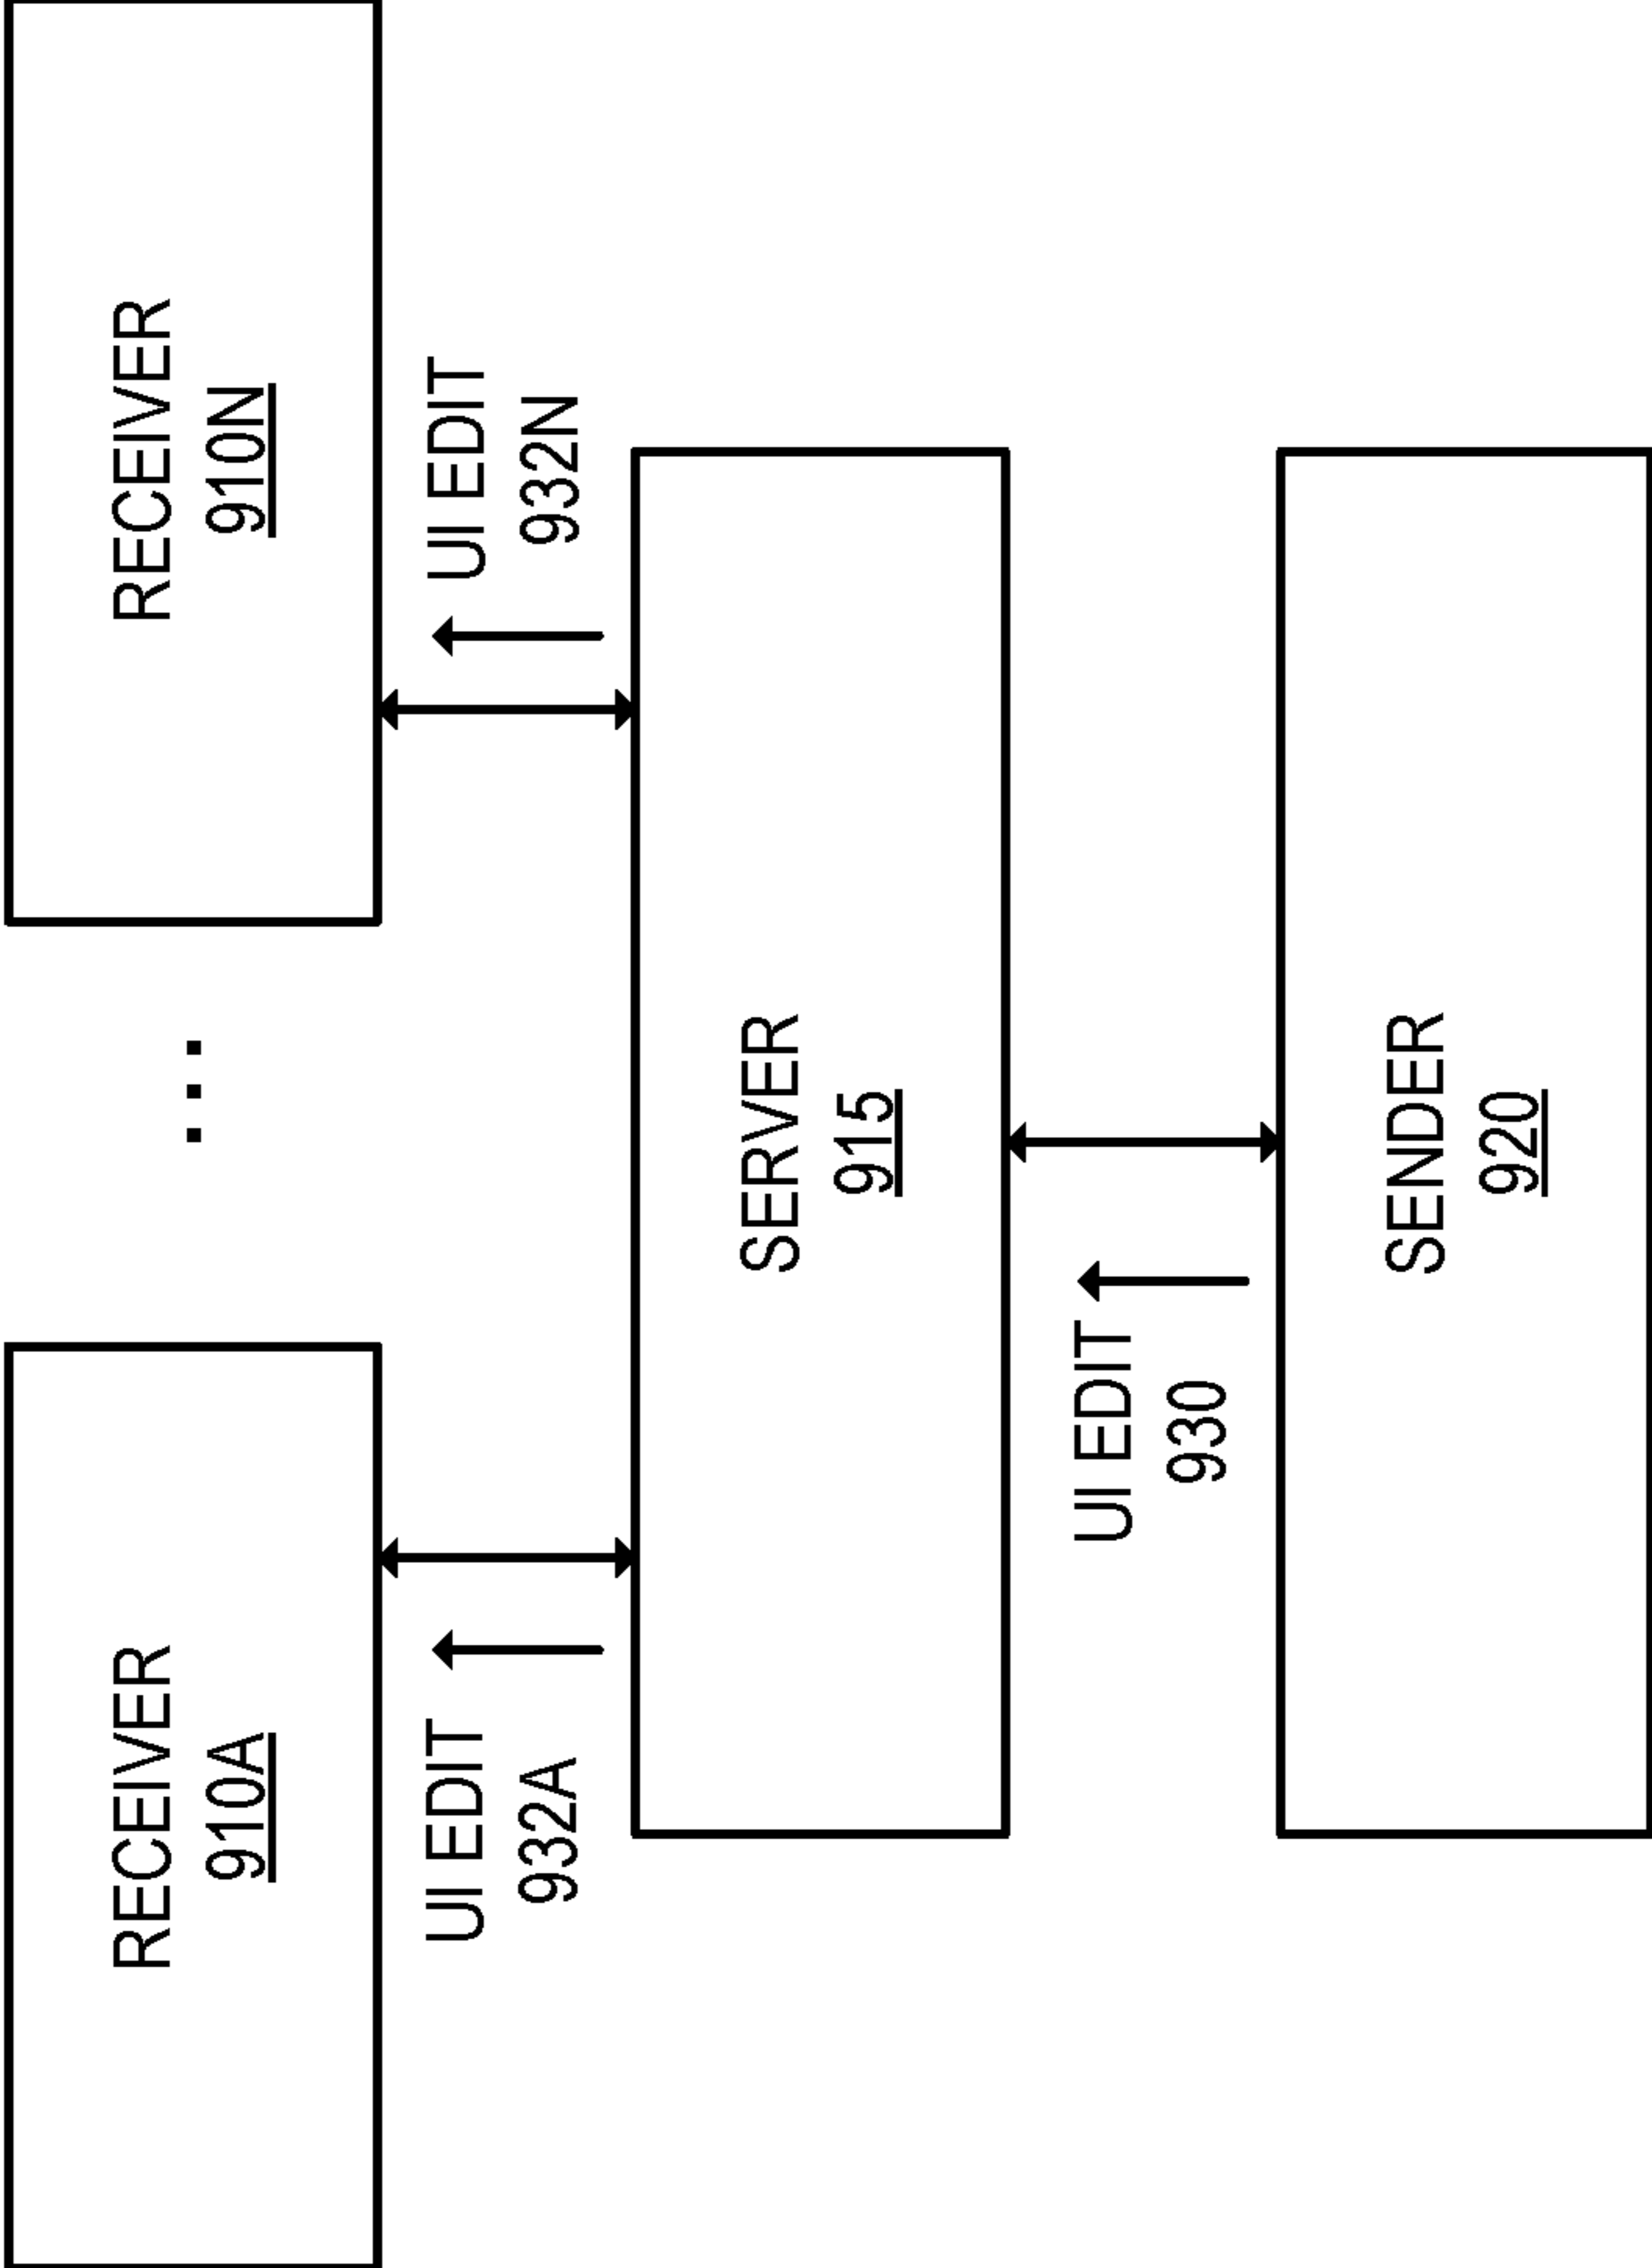 RECEIVER
910A
...
RECEIVER
910N
UI EDIT
932A
UI EDIT
932N
SERVER
915
UI EDIT
930
SENDER
920